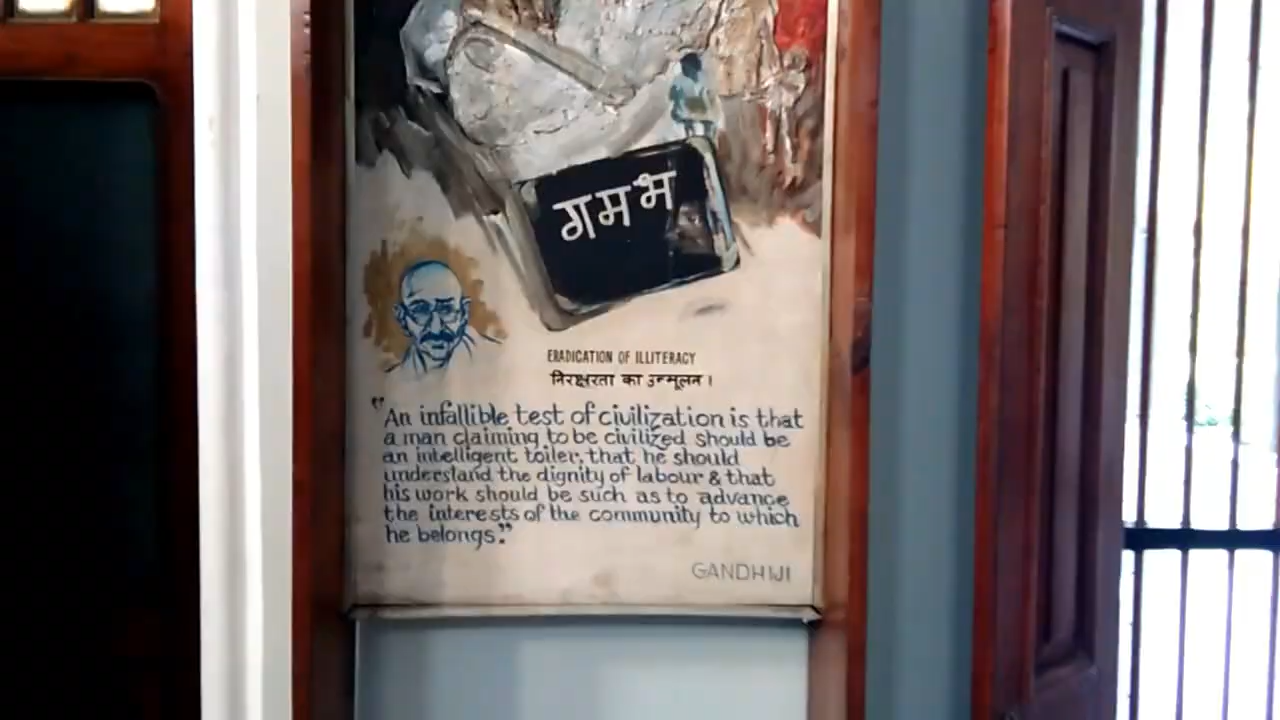 गमभ
ERADICATION OF ILLITERACY
निरक्षरता का उन्मूलन।
"An infallible test of civilization is that
a man claiming to be civilized should be
an intelligent toiler, that he should
understand the dignity of labour & that
his work should be such as to advance
the interests of the community to which
he belongs."
GANDHIJI